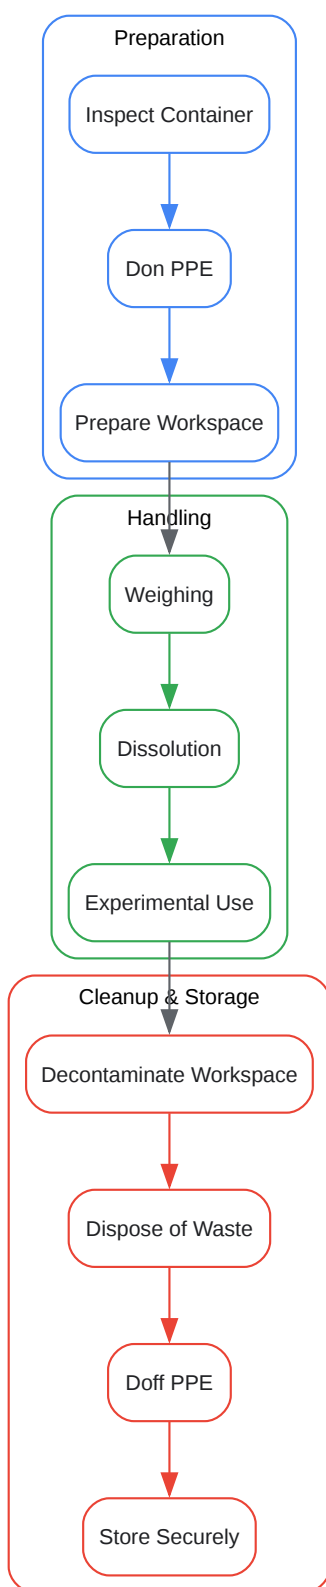 Preparation
Inspect Container
Don PPE
Prepare Workspace
Handling
Weighing
Dissolution
Experimental Use
Cleanup & Storage
Decontaminate Workspace
Dispose of Waste
Doff PPE
Store Securely